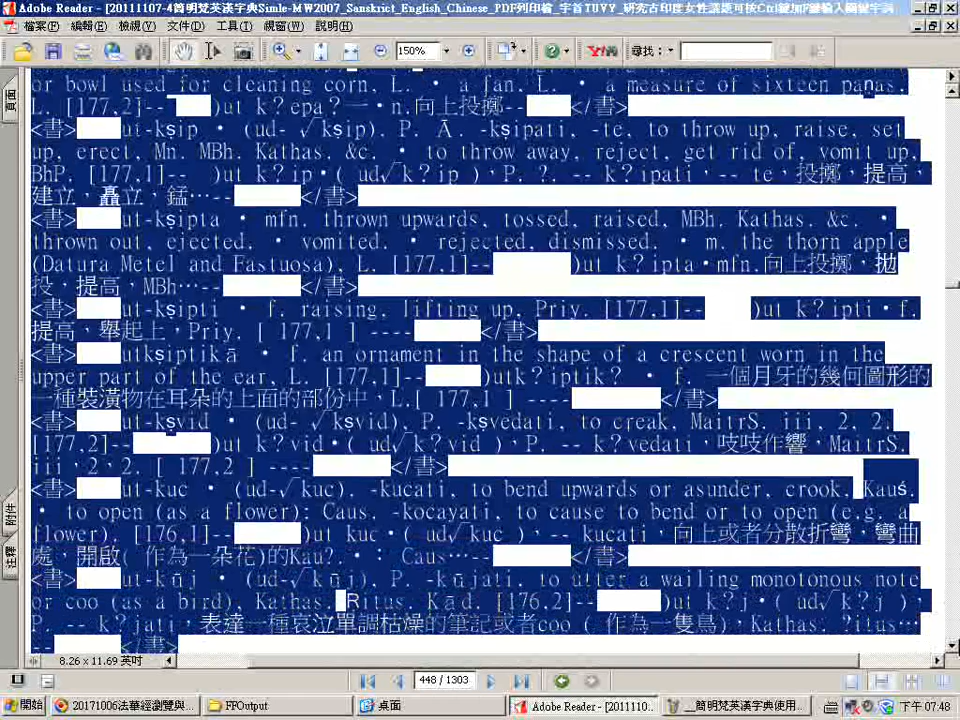 Adobe Reader - [20111107-4簡明梵英漢字典Simle-MW2007_Sanskrict_English_Chinese_PDF列印檔_字首TUVY_研究古印度女性議題可按Ctrl鍵加F鍵輸入關鍵字詞
檔案(F) 編輯(E) 檢視(V) 文件(D) 工具(T) 視窗(W) 說明(H)
150% Y! 尋找：
頁面
附件
注釋
or bowl used for cleaning corn, L. • a fan, L. • a measure of sixteen paṇas,
L. [177,2]-- )ut k?epa?一•n.向上投擲-- </書>
<書> ut-kṣip • (ud- √kṣip). P. Ā. -kṣipati, -te, to throw up, raise, set
up, erect, Mn. MBh. Kathas. &c. • to throw away, reject, get rid of, vomit up,
BhP. [177,1]-- )ut k?ip•( ud√k?ip ), P. ?. -- k?ipati，-- te，投擲，提高，
建立，矗立，錳…-- </書>
<書> ut-kṣipta • mfn. thrown upwards, tossed, raised, MBh. Kathas. &c. •
thrown out, ejected. • vomited. • rejected, dismissed. • m. the thorn apple
(Datura Metel and Fastuosa), L. [177,1]-- )ut k?ipta•mfn.向上投擲，拋
投，提高，MBh…-- </書>
<書> ut-kṣipti • f. raising, lifting up, Priy. [177,1]-- )ut k?ipti•f.
提高，舉起上，Priy. [ 177,1 ] ---- </書>
<書> utkṣiptikā • f. an ornament in the shape of a crescent worn in the
upper part of the ear, L. [177,1]-- )utk?iptik? • f. 一個月牙的幾何圖形的
一種裝潢物在耳朵的上面的部份中，L.[ 177,1 ] ---- </書>
<書> ut-kṣvid • (ud- √kṣvid), P. -kṣvedati, to creak, MaitrS. iii, 2, 2.
[177,2]-- )ut k?vid•( ud√k?vid )，P. -- k?vedati，吱吱作響，MaitrS.
iii，2，2. [ 177,2 ] ---- </書>
<書> ut-kuc • (ud-√kuc). -kucati, to bend upwards or asunder, crook, Kauś.
• to open (as a flower): Caus. -kocayati, to cause to bend or to open (e.g. a
flower). [176,1]-- )ut kuc •(ud√kuc )，-- kucati，向上或者分散折彎，彎曲
處，開啟( 作為一朵花)的Kau?.•： Caus…-- </書>
<書> ut-kūj • (ud-√kūj), P. -kūjati, to utter a wailing monotonous note
or coo (as a bird), Kathas. Ritus. Kād. [176,2]-- )ut k?j•( ud√k?j )，
P. -- k?jati，表達一種哀泣單調枯燥的筆記或者coo ( 作為一隻鳥)，Kathas. ?itus…
-- </書>
8.26 x 11.69 英吋
448 / 1303
開始 20171006法華經瀏覽與... FFOutput 桌面 Adobe Reader - [2011110... __簡明梵英漢字典使用... 下午 07:48